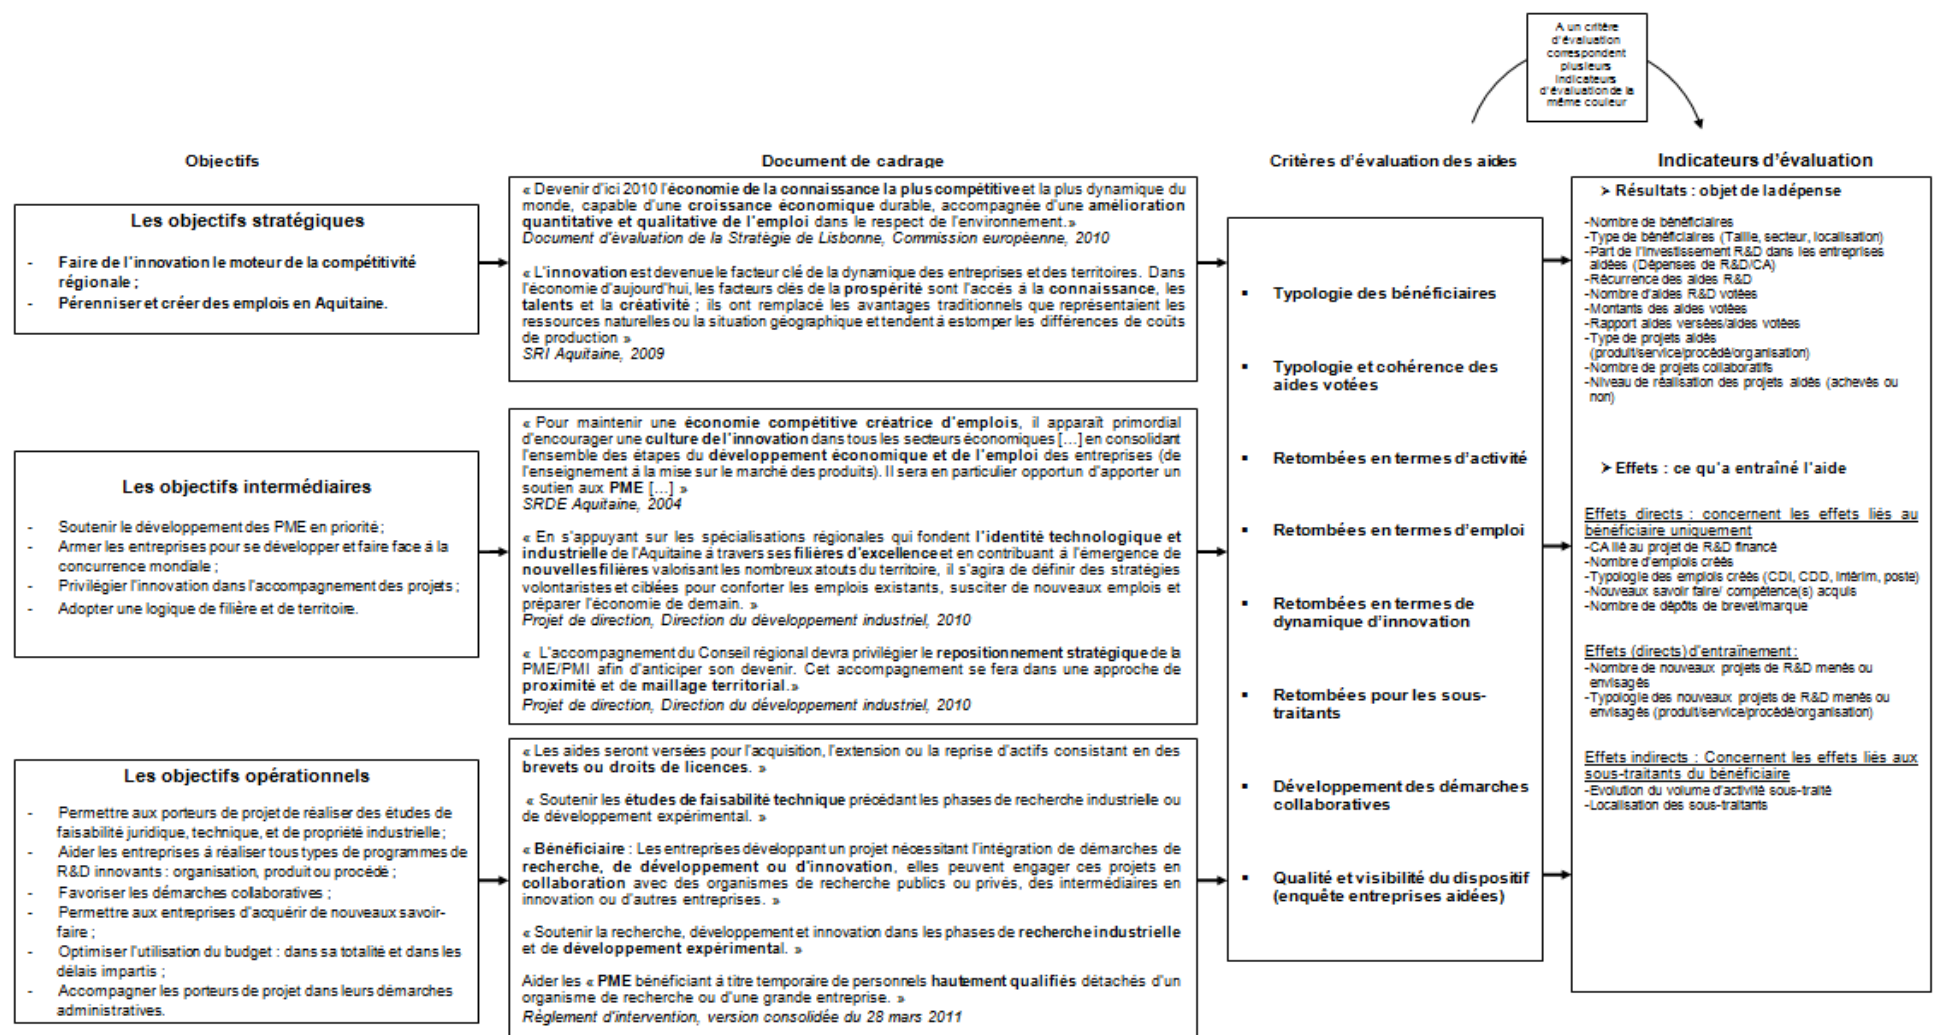 A un critère
d'évaluation
correspondent
plusieurs
indicateurs
d'évaluation de la
même couleur
Objectifs
Document de cadrage
Critères d'évaluation des aides
Indicateurs d'évaluation
Les objectifs stratégiques
- Faire de l'innovation le moteur de la compétitivité
régionale ;
- Pérenniser et créer des emplois en Aquitaine.
Les objectifs intermédiaires
- Soutenir le développement des PME en priorité ;
- Armer les entreprises pour se développer et faire face à la
concurrence mondiale ;
- Privilégier l'innovation dans l'accompagnement des projets ;
- Adopter une logique de filière et de territoire.
Les objectifs opérationnels
- Permettre aux porteurs de projet de réaliser des études de
faisabilité juridique, technique, et de propriété industrielle ;
- Aider les entreprises à réaliser tous types de programmes de
R&D innovants : organisation, produit ou procédé ;
- Favoriser les démarches collaboratives ;
- Permettre aux entreprises d'acquérir de nouveaux savoir-
faire ;
- Optimiser l'utilisation du budget : dans sa totalité et dans les
délais impartis ;
- Accompagner les porteurs de projet dans leurs démarches
administratives.
« Devenir d'ici 2010 l'économie de la connaissance la plus compétitive et la plus dynamique du
monde, capable d'une croissance économique durable, accompagnée d'une amélioration
quantitative et qualitative de l'emploi dans le respect de l'environnement. »
Document d'évaluation de la Stratégie de Lisbonne, Commission européenne, 2010
« L'innovation est devenue le facteur clé de la dynamique des entreprises et des territoires. Dans
l'économie d'aujourd'hui, les facteurs clés de la prospérité sont l'accés à la connaissance, les
talents et la créativité ; ils ont remplacé les avantages traditionnels que représentaient les
ressources naturelles ou la situation géographique et tendent à estomper les différences de coûts
de production »
SRI Aquitaine, 2009
« Pour maintenir une économie compétitive créatrice d'emplois, il apparaît primordial
d'encourager une culture de l'innovation dans tous les secteurs économiques […] en consolidant
l'ensemble des étapes du développement économique et de l'emploi des entreprises (de
l'enseignement à la mise sur le marché des produits). Il sera en particulier opportun d'apporter un
soutien aux PME […] »
SRDE Aquitaine, 2004
« En s'appuyant sur les spécialisations régionales qui fondent l'identité technologique et
industrielle de l'Aquitaine à travers ses filières d'excellence et en contribuant à l'émergence de
nouvelles filières valorisant les nombreux atouts du territoire, il s'agira de définir des stratégies
volontaristes et ciblées pour conforter les emplois existants, susciter de nouveaux emplois et
préparer l'économie de demain. »
Projet de direction, Direction du développement industriel, 2010
« L'accompagnement du Conseil régional devra privilégier le repositionnement stratégique de la
PME/PMI afin d'anticiper son devenir. Cet accompagnement se fera dans une approche de
proximité et de maillage territorial. »
Projet de direction, Direction du développement industriel, 2010
« Les aides seront versées pour l'acquisition, l'extension ou la reprise d'actifs consistant en des
brevets ou droits de licences. »
« Soutenir les études de faisabilité technique précédant les phases de recherche industrielle ou
de développement expérimental. »
« Bénéficiaire : Les entreprises développant un projet nécessitant l'intégration de démarches de
recherche, de développement ou d'innovation, elles peuvent engager ces projets en
collaboration avec des organismes de recherche publics ou privés, des intermédiaires en
innovation ou d'autres entreprises. »
« Soutenir la recherche, développement et innovation dans les phases de recherche industrielle
et de développement expérimental. »
Aider les « PME bénéficiant à titre temporaire de personnels hautement qualifiés détachés d'un
organisme de recherche ou d'une grande entreprise. »
Règlement d'intervention, version consolidée du 28 mars 2011
▪ Typologie des bénéficiaires
▪ Typologie et cohérence des
aides votées
▪ Retombées en termes d'activité
▪ Retombées en termes d'emploi
▪ Retombées en termes de
dynamique d'innovation
▪ Retombées pour les sous-
traitants
▪ Développement des démarches
collaboratives
▪ Qualité et visibilité du dispositif
(enquête entreprises aidées)
➢ Résultats : objet de la dépense
-Nombre de bénéficiaires
-Type de bénéficiaires (Taille, secteur, localisation)
-Part de l'investissement R&D dans les entreprises
aidées (Dépenses de R&D/CA)
-Récurrence des aides R&D
-Nombre d'aides R&D votées
-Montants des aides votées
-Rapport aides versées/aides votées
-Type de projets aidés
(produit/service/procédé/organisation)
-Nombre de projets collaboratifs
-Niveau de réalisation des projets aidés (achevés ou
non)
➢ Effets : ce qu'a entraîné l'aide
Effets directs : concernent les effets liés au
bénéficiaire uniquement
-CA lié au projet de R&D financé
-Nombre d'emplois créés
-Typologie des emplois créés (CDI, CDD, Intérim, poste)
-Nouveaux savoir faire/ compétence(s) acquis
-Nombre de dépôts de brevet/marque
Effets (directs) d'entraînement :
-Nombre de nouveaux projets de R&D menés ou
envisagés
-Typologie des nouveaux projets de R&D menés ou
envisagés (produit/service/procédé/organisation)
Effets indirects : Concernent les effets liés aux
sous-traitants du bénéficiaire
-Evolution du volume d'activité sous-traité
-Localisation des sous-traitants